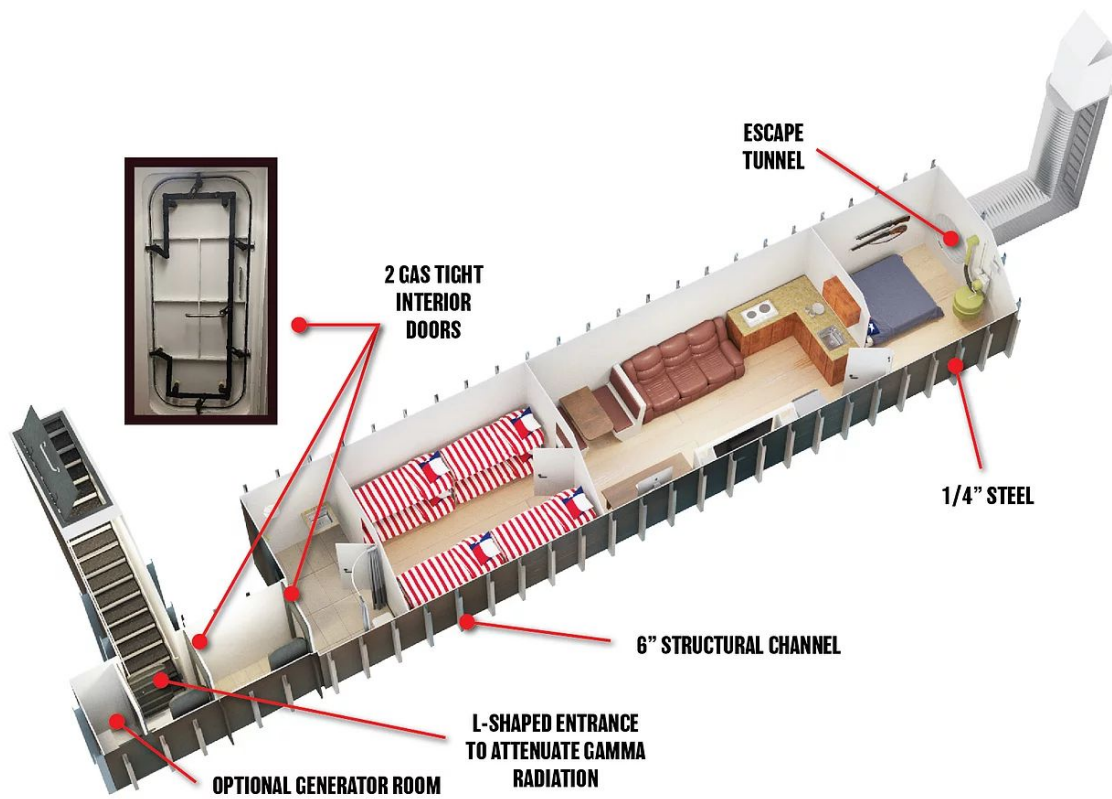 ESCAPE
TUNNEL
2 GAS TIGHT
INTERIOR
DOORS
1/4” STEEL
6” STRUCTURAL CHANNEL
L-SHAPED ENTRANCE
TO ATTENUATE GAMMA
RADIATION
OPTIONAL GENERATOR ROOM